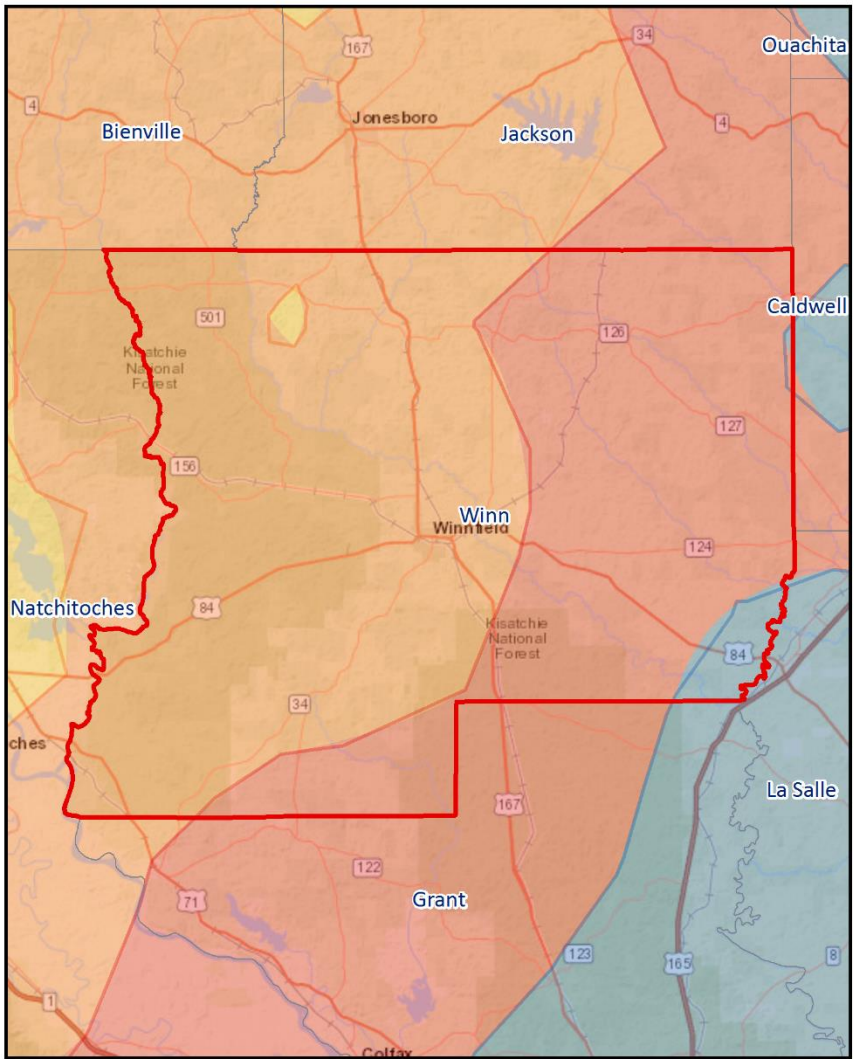 Ouachita
34
167
4
Jonesboro
4
Bienville
Jackson
Caldwell
501
126
Kisatchie
National
Forest
127
156
Winn
Winnfield
124
Natchitoches
84
Kisatchie
National
Forest
84
34
ches
La Salle
167
122
Grant
71
123
165
8
1
Colfax